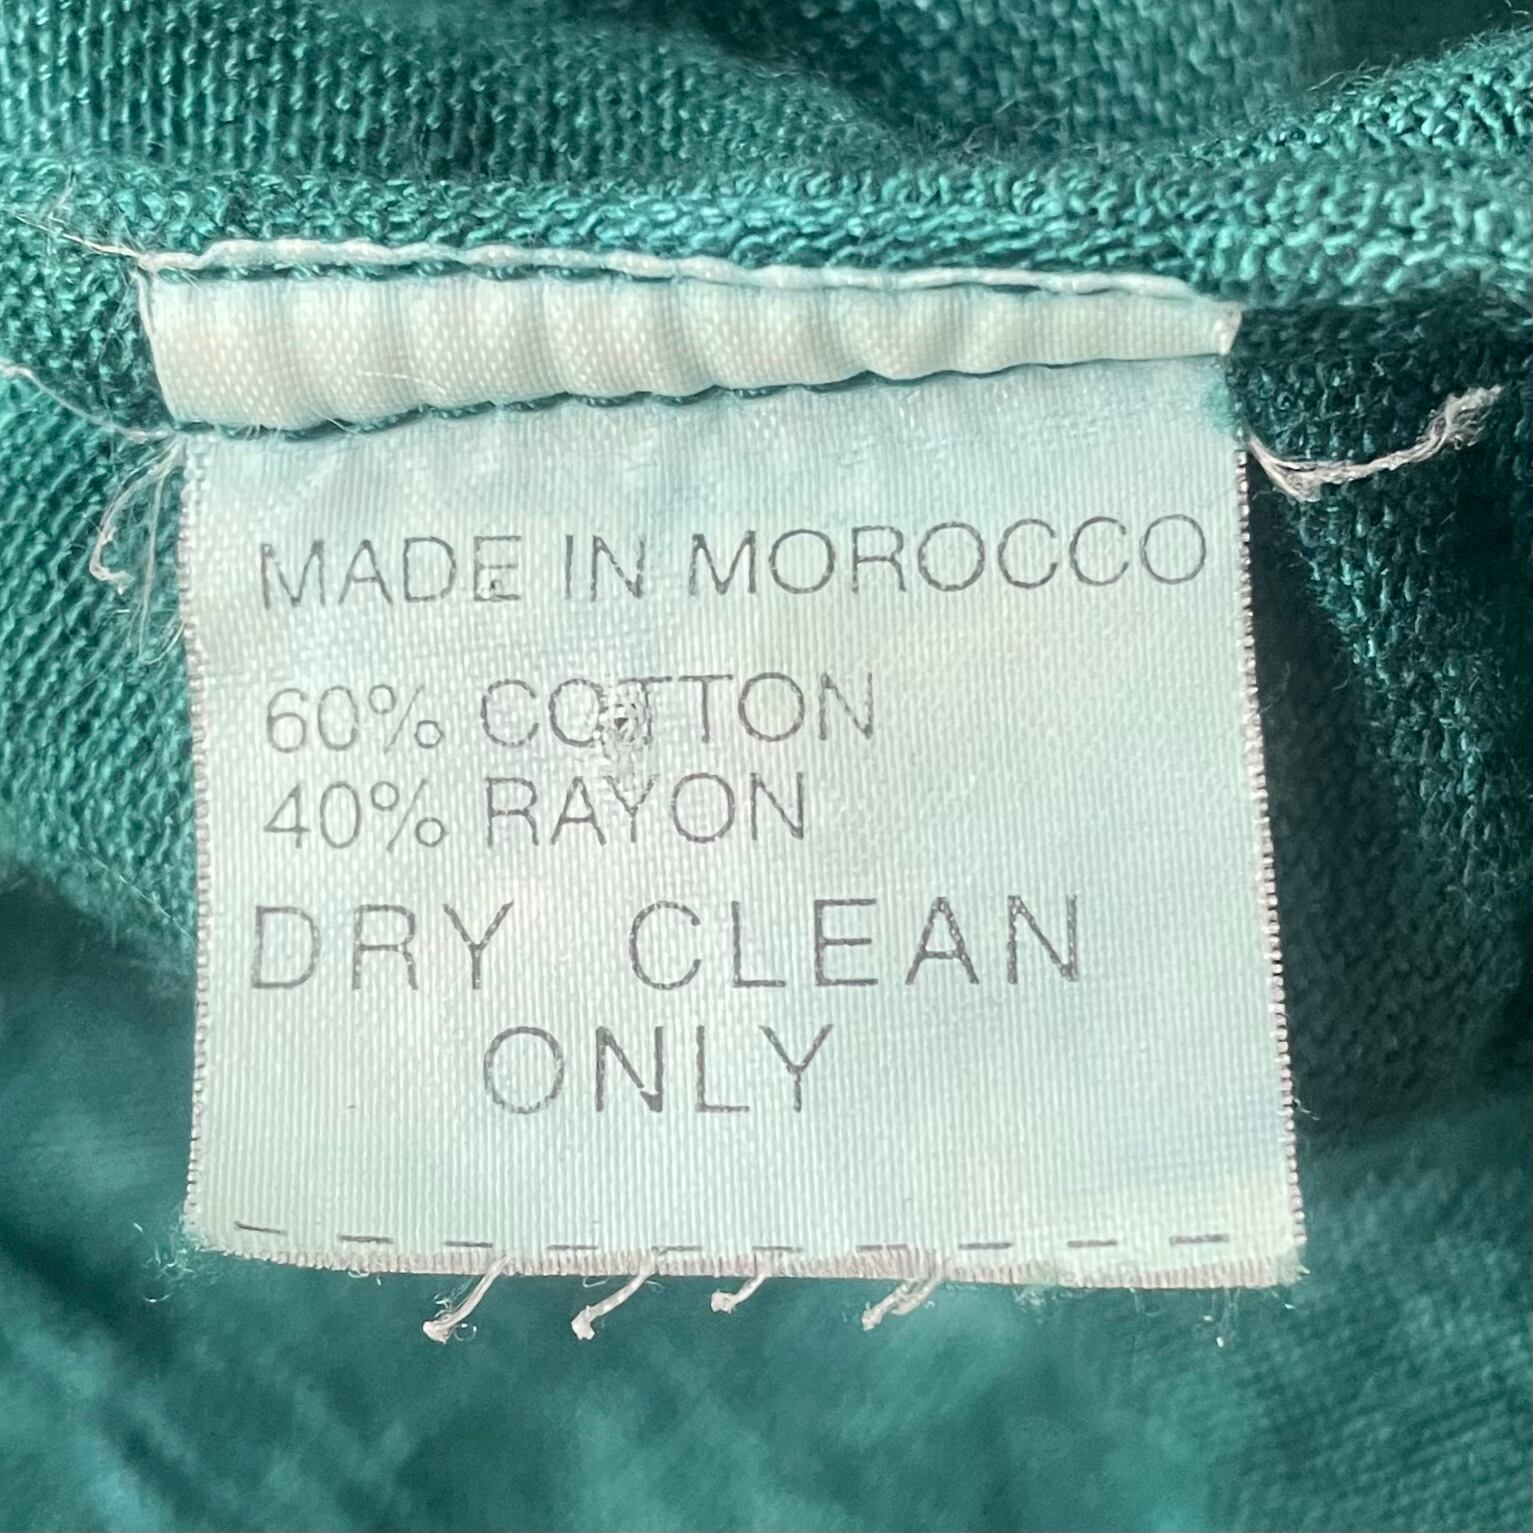 MADE IN MOROCCO
60% COTTON
40% RAYON
DRY CLEAN
ONLY